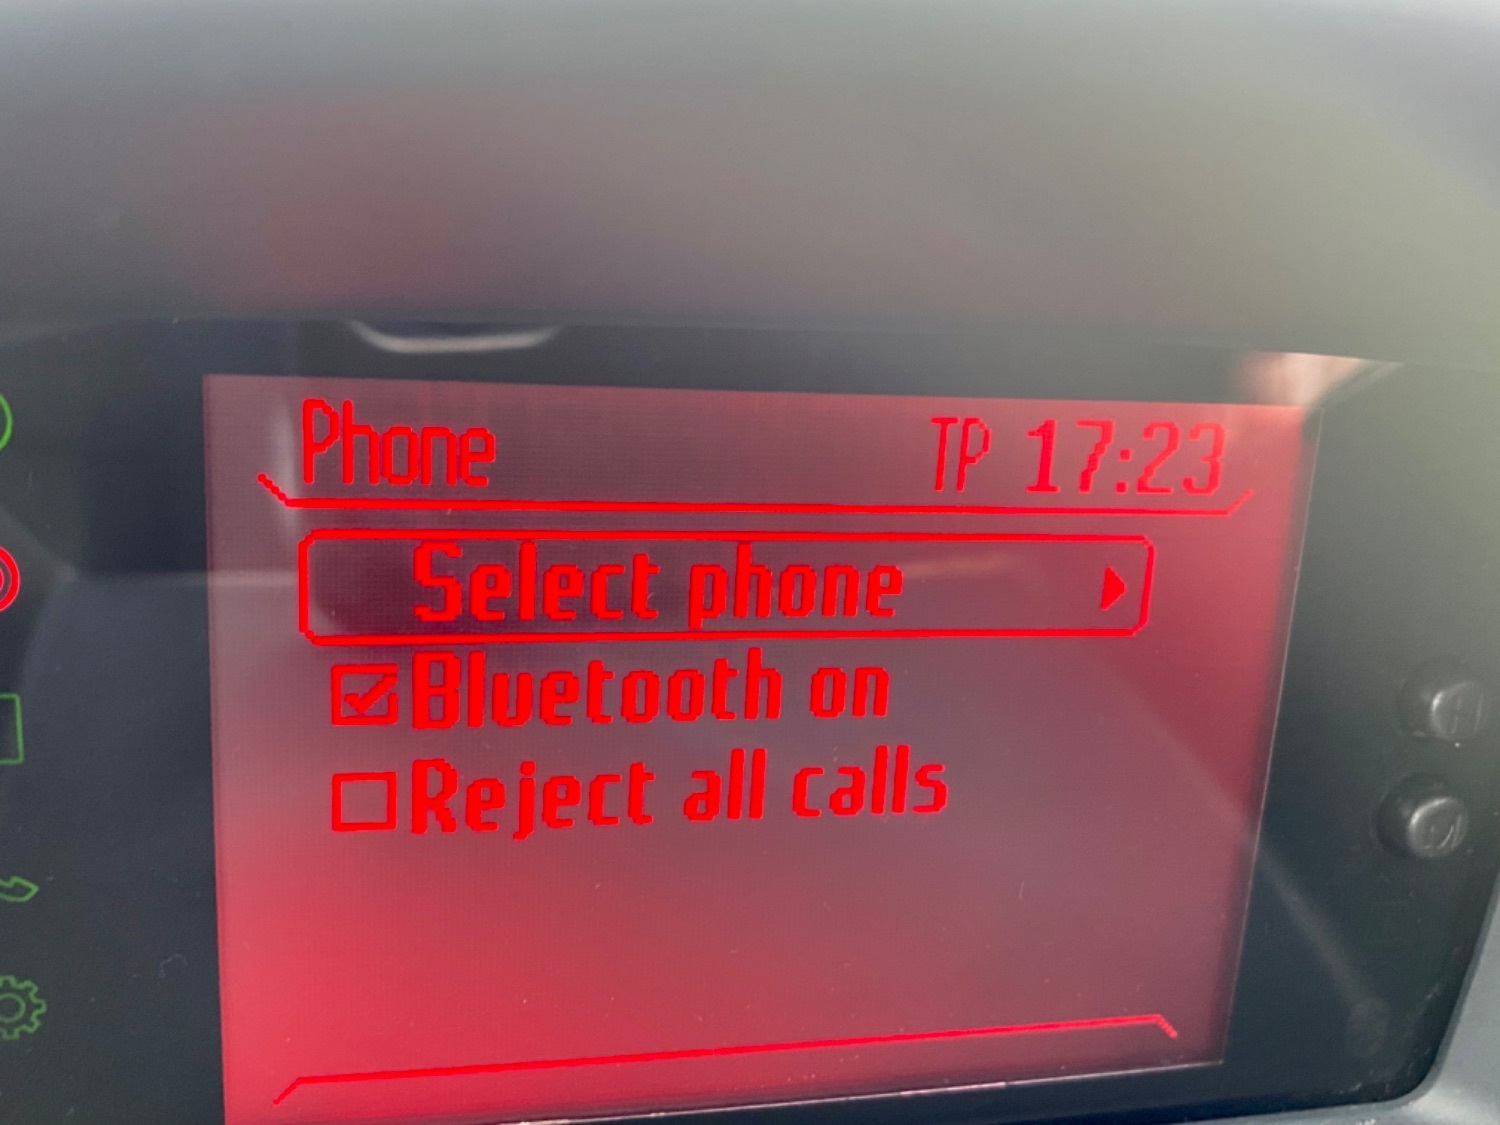 Phone TP 17:23
Select phone
Bluetooth on
Reject all calls
H
M